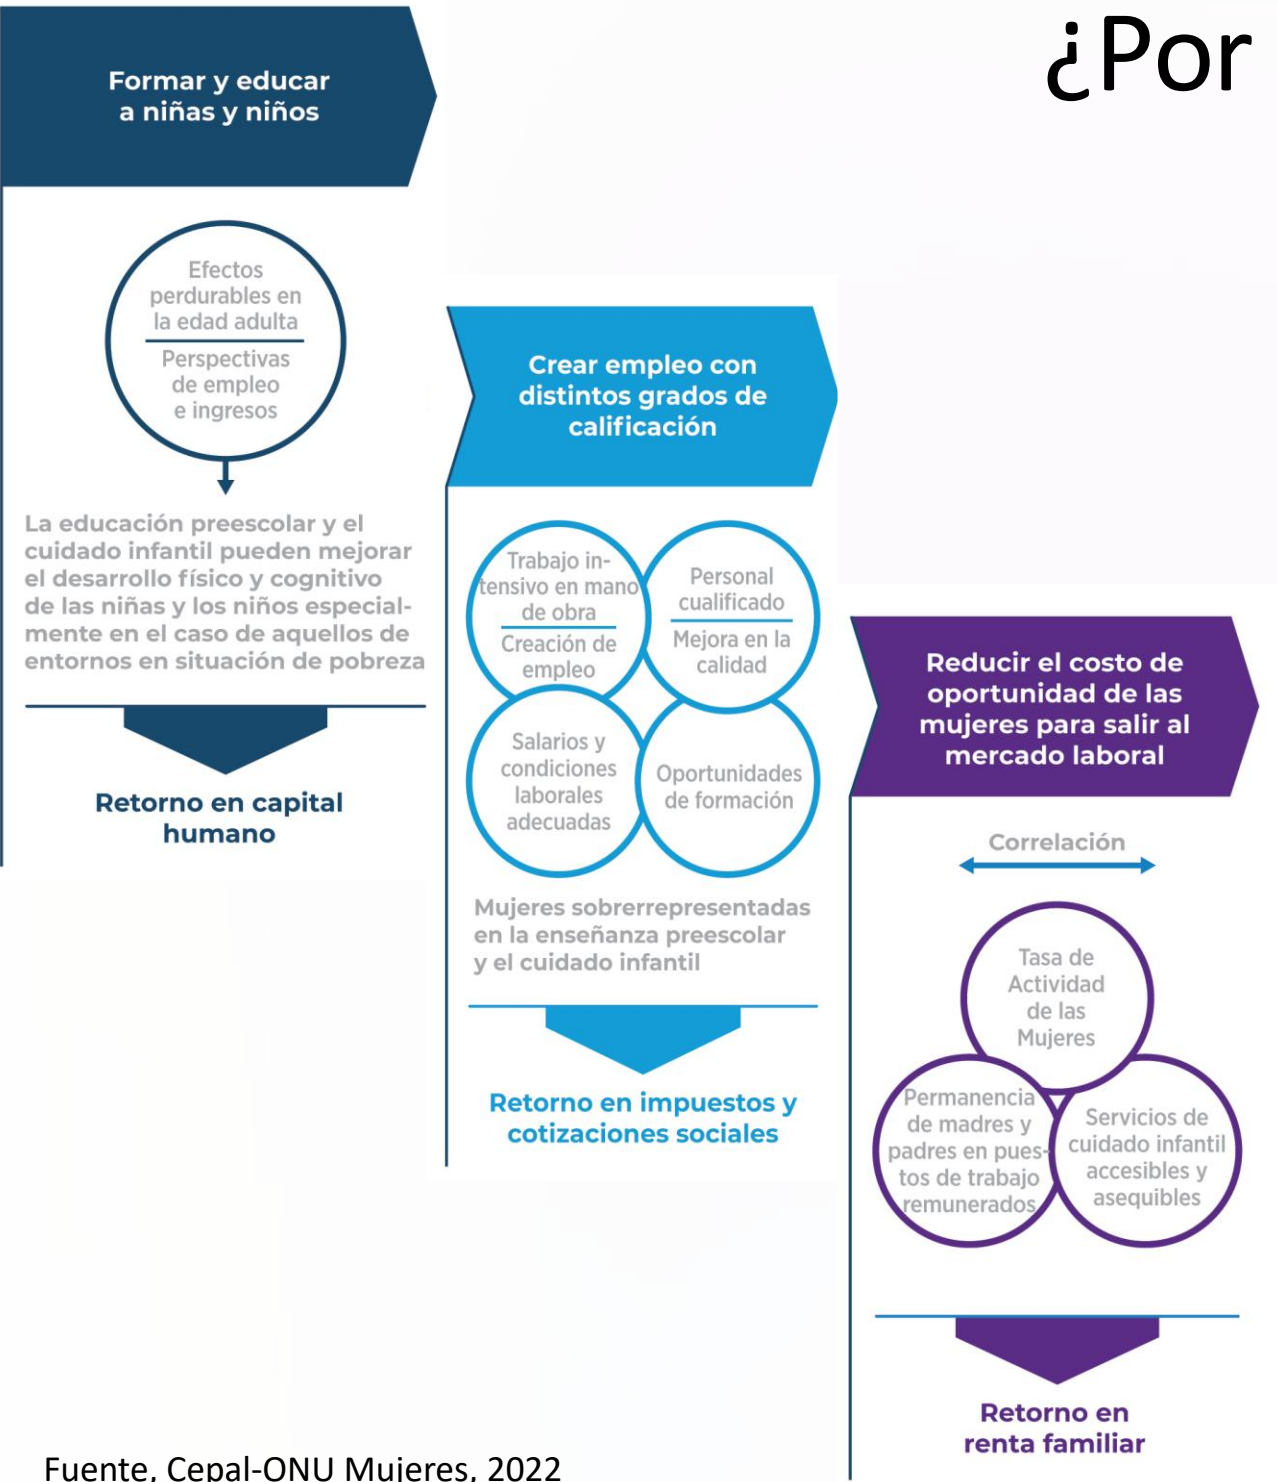 ¿Por
Formar y educar
a niñas y niños
Efectos
perdurables en
la edad adulta
Perspectivas
de empleo
e ingresos
La educación preescolar y el
cuidado infantil pueden mejorar
el desarrollo físico y cognitivo
de las niñas y los niños especial-
mente en el caso de aquellos de
entornos en situación de pobreza
Retorno en capital
humano
Crear empleo con
distintos grados de
calificación
Trabajo in-
tensivo en mano
de obra
Creación de
empleo
Personal
cualificado
Mejora en la
calidad
Salarios y
condiciones
laborales
adecuadas
Oportunidades
de formación
Mujeres sobrerrepresentadas
en la enseñanza preescolar
y el cuidado infantil
Retorno en impuestos y
cotizaciones sociales
Reducir el costo de
oportunidad de las
mujeres para salir al
mercado laboral
Correlación
Tasa de
Actividad
de las
Mujeres
Permanencia
de madres y
padres en pues-
tos de trabajo
remunerados
Servicios de
cuidado infantil
accesibles y
asequibles
Retorno en
renta familiar
Fuente, Cepal-ONU Mujeres, 2022